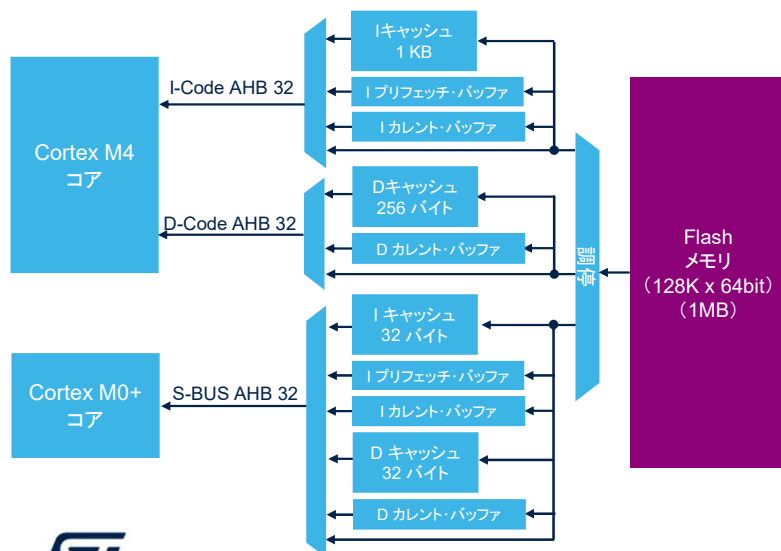 Cortex M4
コア
I-Code AHB 32
D-Code AHB 32
Iキャッシュ
1 KB
I プリフェッチ・バッファ
I カレント・バッファ
Dキャッシュ
256 バイト
D カレント・バッファ
Cortex M0+
コア
S-BUS AHB 32
I キャッシュ
32 バイト
I プリフェッチ・バッファ
I カレント・バッファ
D キャッシュ
32 バイト
D カレント・バッファ
調停
Flash
メモリ
(128K x 64bit)
(1MB)